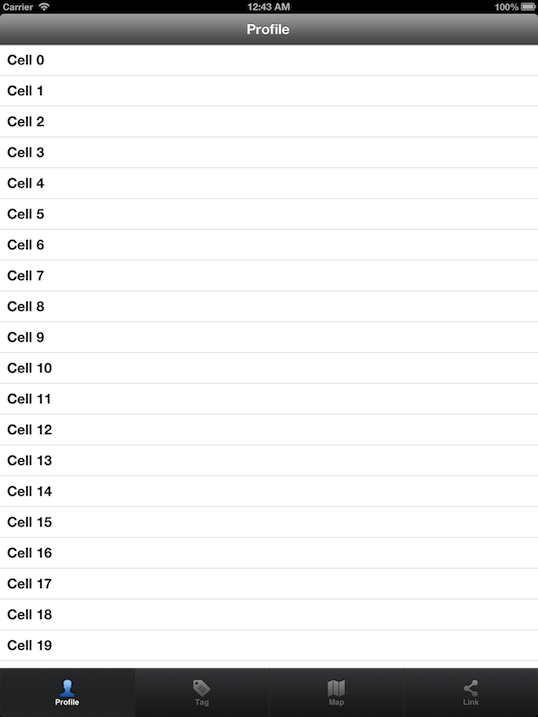 Carrier 12:43 AM 100%
Profile
Cell 0
Cell 1
Cell 2
Cell 3
Cell 4
Cell 5
Cell 6
Cell 7
Cell 8
Cell 9
Cell 10
Cell 11
Cell 12
Cell 13
Cell 14
Cell 15
Cell 16
Cell 17
Cell 18
Cell 19
Profile Tag Map Link